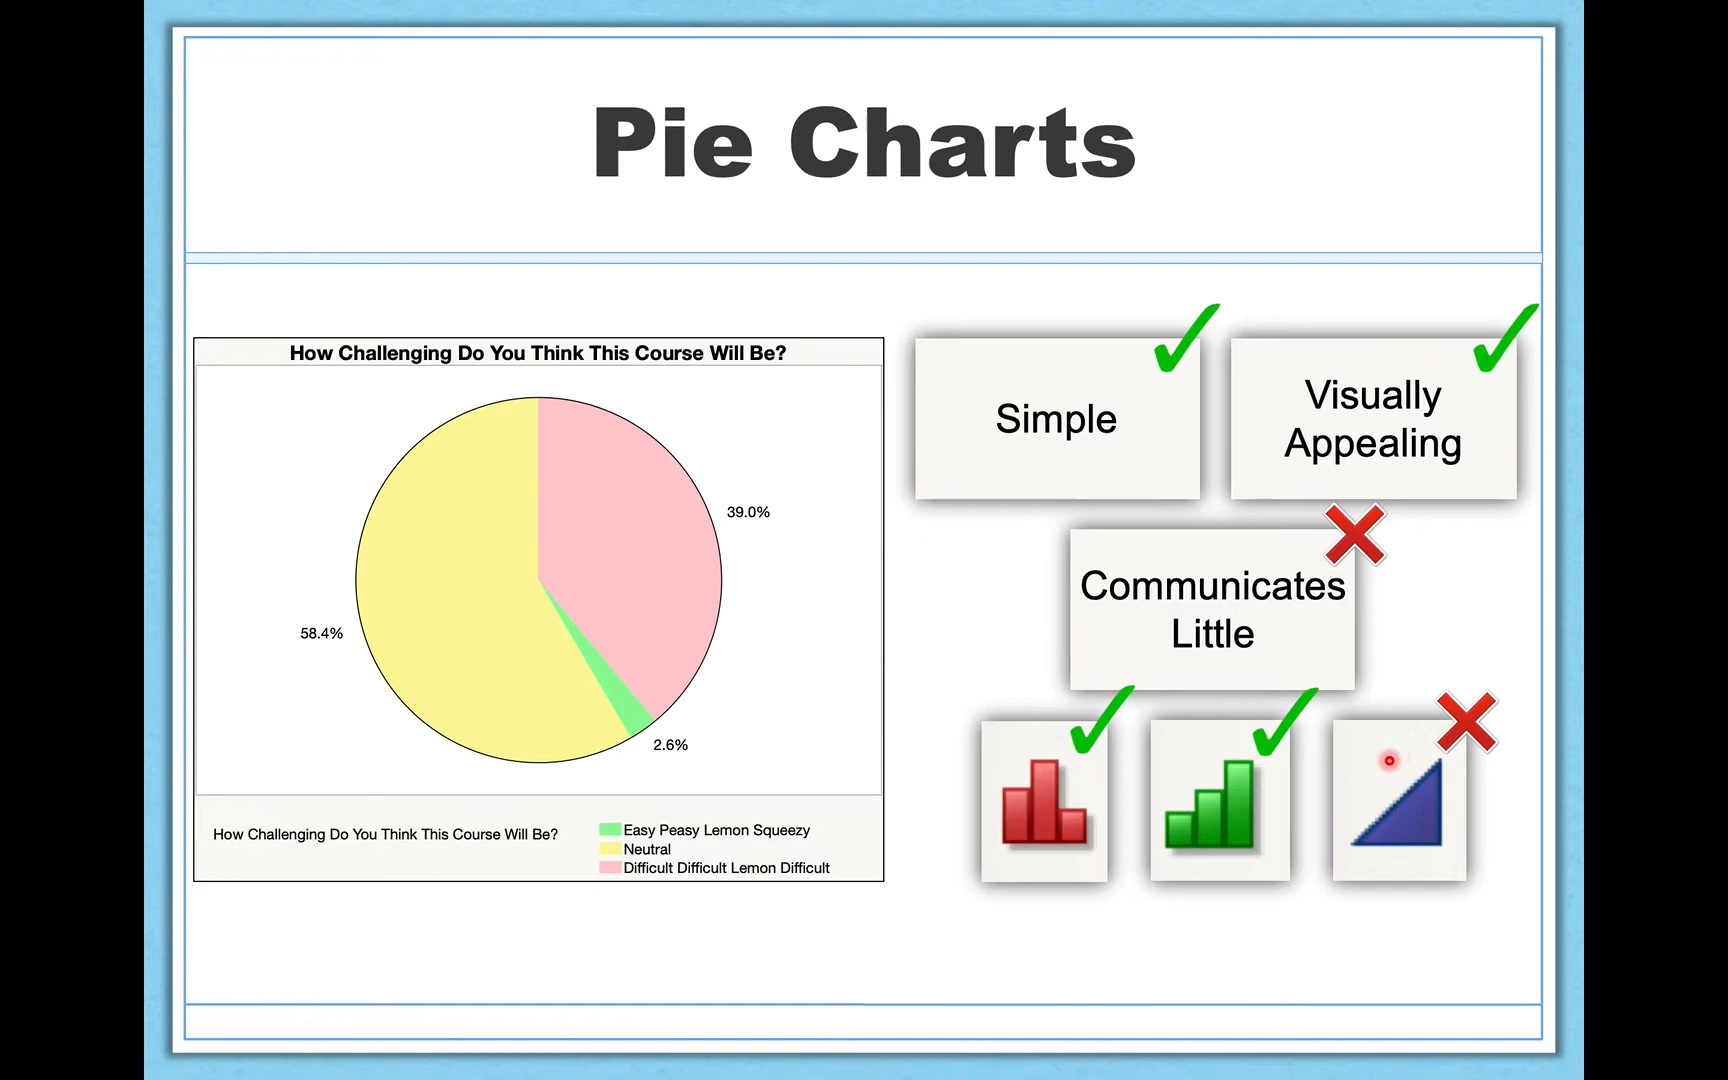 Pie Charts
How Challenging Do You Think This Course Will Be?
39.0%
58.4%
2.6%
How Challenging Do You Think This Course Will Be?
Easy Peasy Lemon Squeezy
Neutral
Difficult Difficult Lemon Difficult
Simple
Visually
Appealing
Communicates
Little